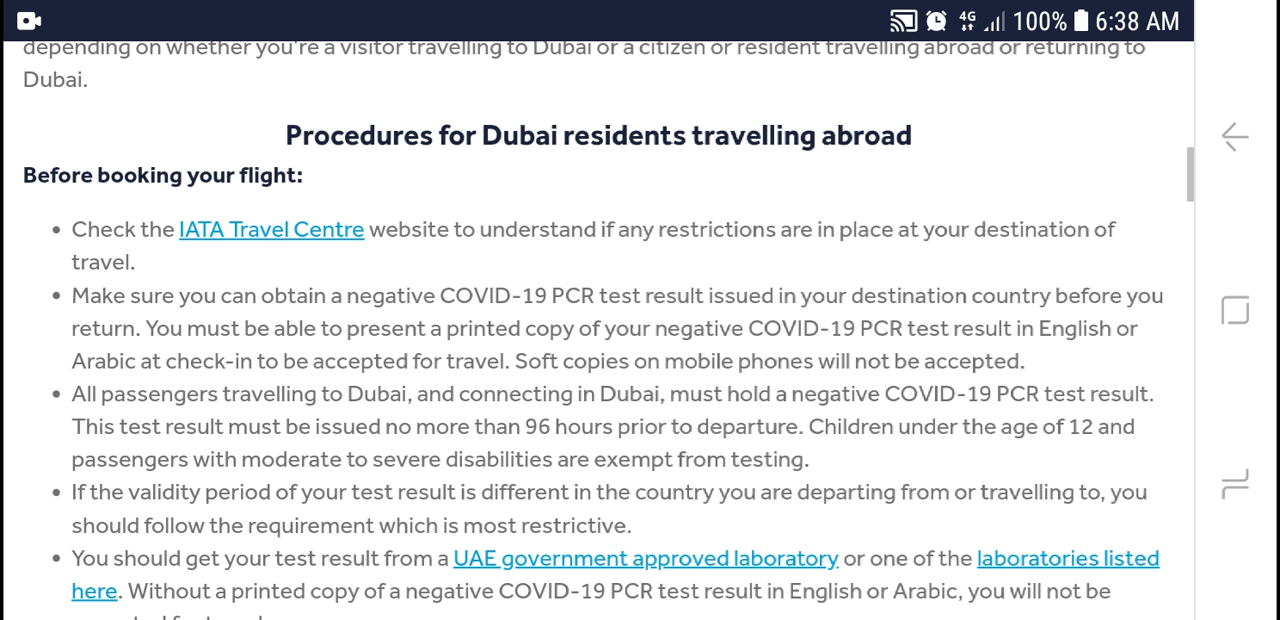 4G 100% 6:38 AM
depending on whether you're a visitor travelling to Dubai or a citizen or resident travelling abroad or returning to
Dubai.
Procedures for Dubai residents travelling abroad
Before booking your flight:
• Check the IATA Travel Centre website to understand if any restrictions are in place at your destination of
travel.
• Make sure you can obtain a negative COVID-19 PCR test result issued in your destination country before you
return. You must be able to present a printed copy of your negative COVID-19 PCR test result in English or
Arabic at check-in to be accepted for travel. Soft copies on mobile phones will not be accepted.
• All passengers travelling to Dubai, and connecting in Dubai, must hold a negative COVID-19 PCR test result.
This test result must be issued no more than 96 hours prior to departure. Children under the age of 12 and
passengers with moderate to severe disabilities are exempt from testing.
• If the validity period of your test result is different in the country you are departing from or travelling to, you
should follow the requirement which is most restrictive.
• You should get your test result from a UAE government approved laboratory or one of the laboratories listed
here. Without a printed copy of a negative COVID-19 PCR test result in English or Arabic, you will not be